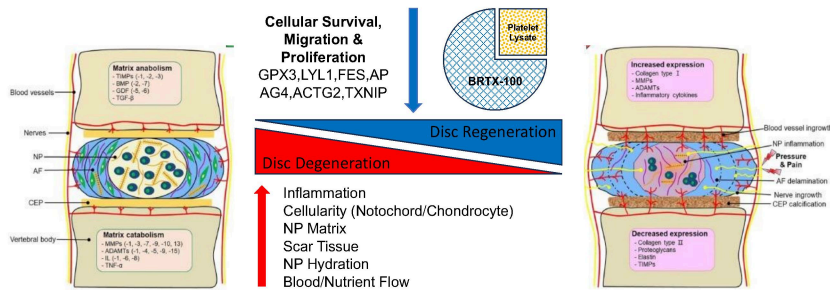 Matrix anabolism
- TIMPs (-1, -2, -3)
- BMP (-2, -7)
- GDF (-5, -6)
- TGF-β
Blood vessels
Nerves
NP
AF
CEP
Vertebral body
Matrix catabolism
- MMPs (-1, -3, -7, -9, -10, 13)
- ADAMTs (-1, -4, -5, -9, -15)
- IL (-1, -6, -8)
- TNF-α
Cellular Survival,
Migration &
Proliferation
GPX3,LYL1,FES,AP
AG4,ACTG2,TXNIP
Platelet
Lysate
BRTX-100
Disc Regeneration
Disc Degeneration
Inflammation
Cellularity (Notochord/Chondrocyte)
NP Matrix
Scar Tissue
NP Hydration
Blood/Nutrient Flow
Increased expression
- Collagen type I
- MMPs
- ADAMTs
- Inflammatory cytokines
Blood vessel ingrowth
NP inflammation
Pressure
& Pain
AF delamination
Nerve ingrowth
CEP calcification
Decreased expression
- Collagen type II
- Proteoglycans
- Elastin
- TIMPs